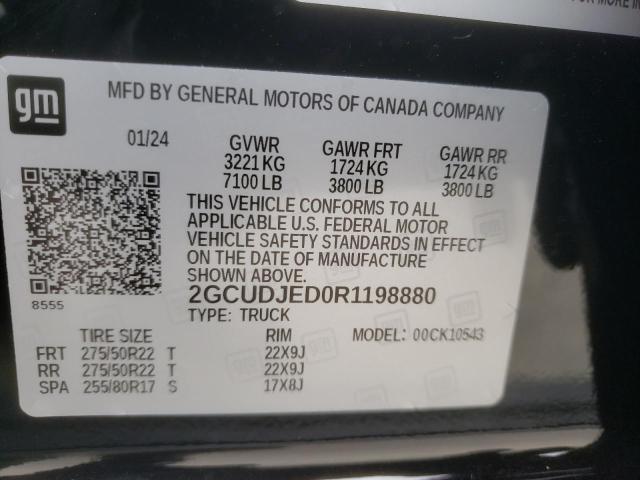 FOR MORE IN
gm
MFD BY GENERAL MOTORS OF CANADA COMPANY
01/24 GVWR GAWR FRT GAWR RR
3221 KG 1724 KG 1724 KG
7100 LB 3800 LB 3800 LB
THIS VEHICLE CONFORMS TO ALL
APPLICABLE U.S. FEDERAL MOTOR
VEHICLE SAFETY STANDARDS IN EFFECT
ON THE DATE OF MANUFACTURE
SHOWN ABOVE.
8555
2GCUDJED0R1198880
TYPE: TRUCK
TIRE SIZE RIM MODEL: 00CK10543
FRT 275/50R22 T 22X9J
RR 275/50R22 T 22X9J
SPA 255/80R17 S 17X8J